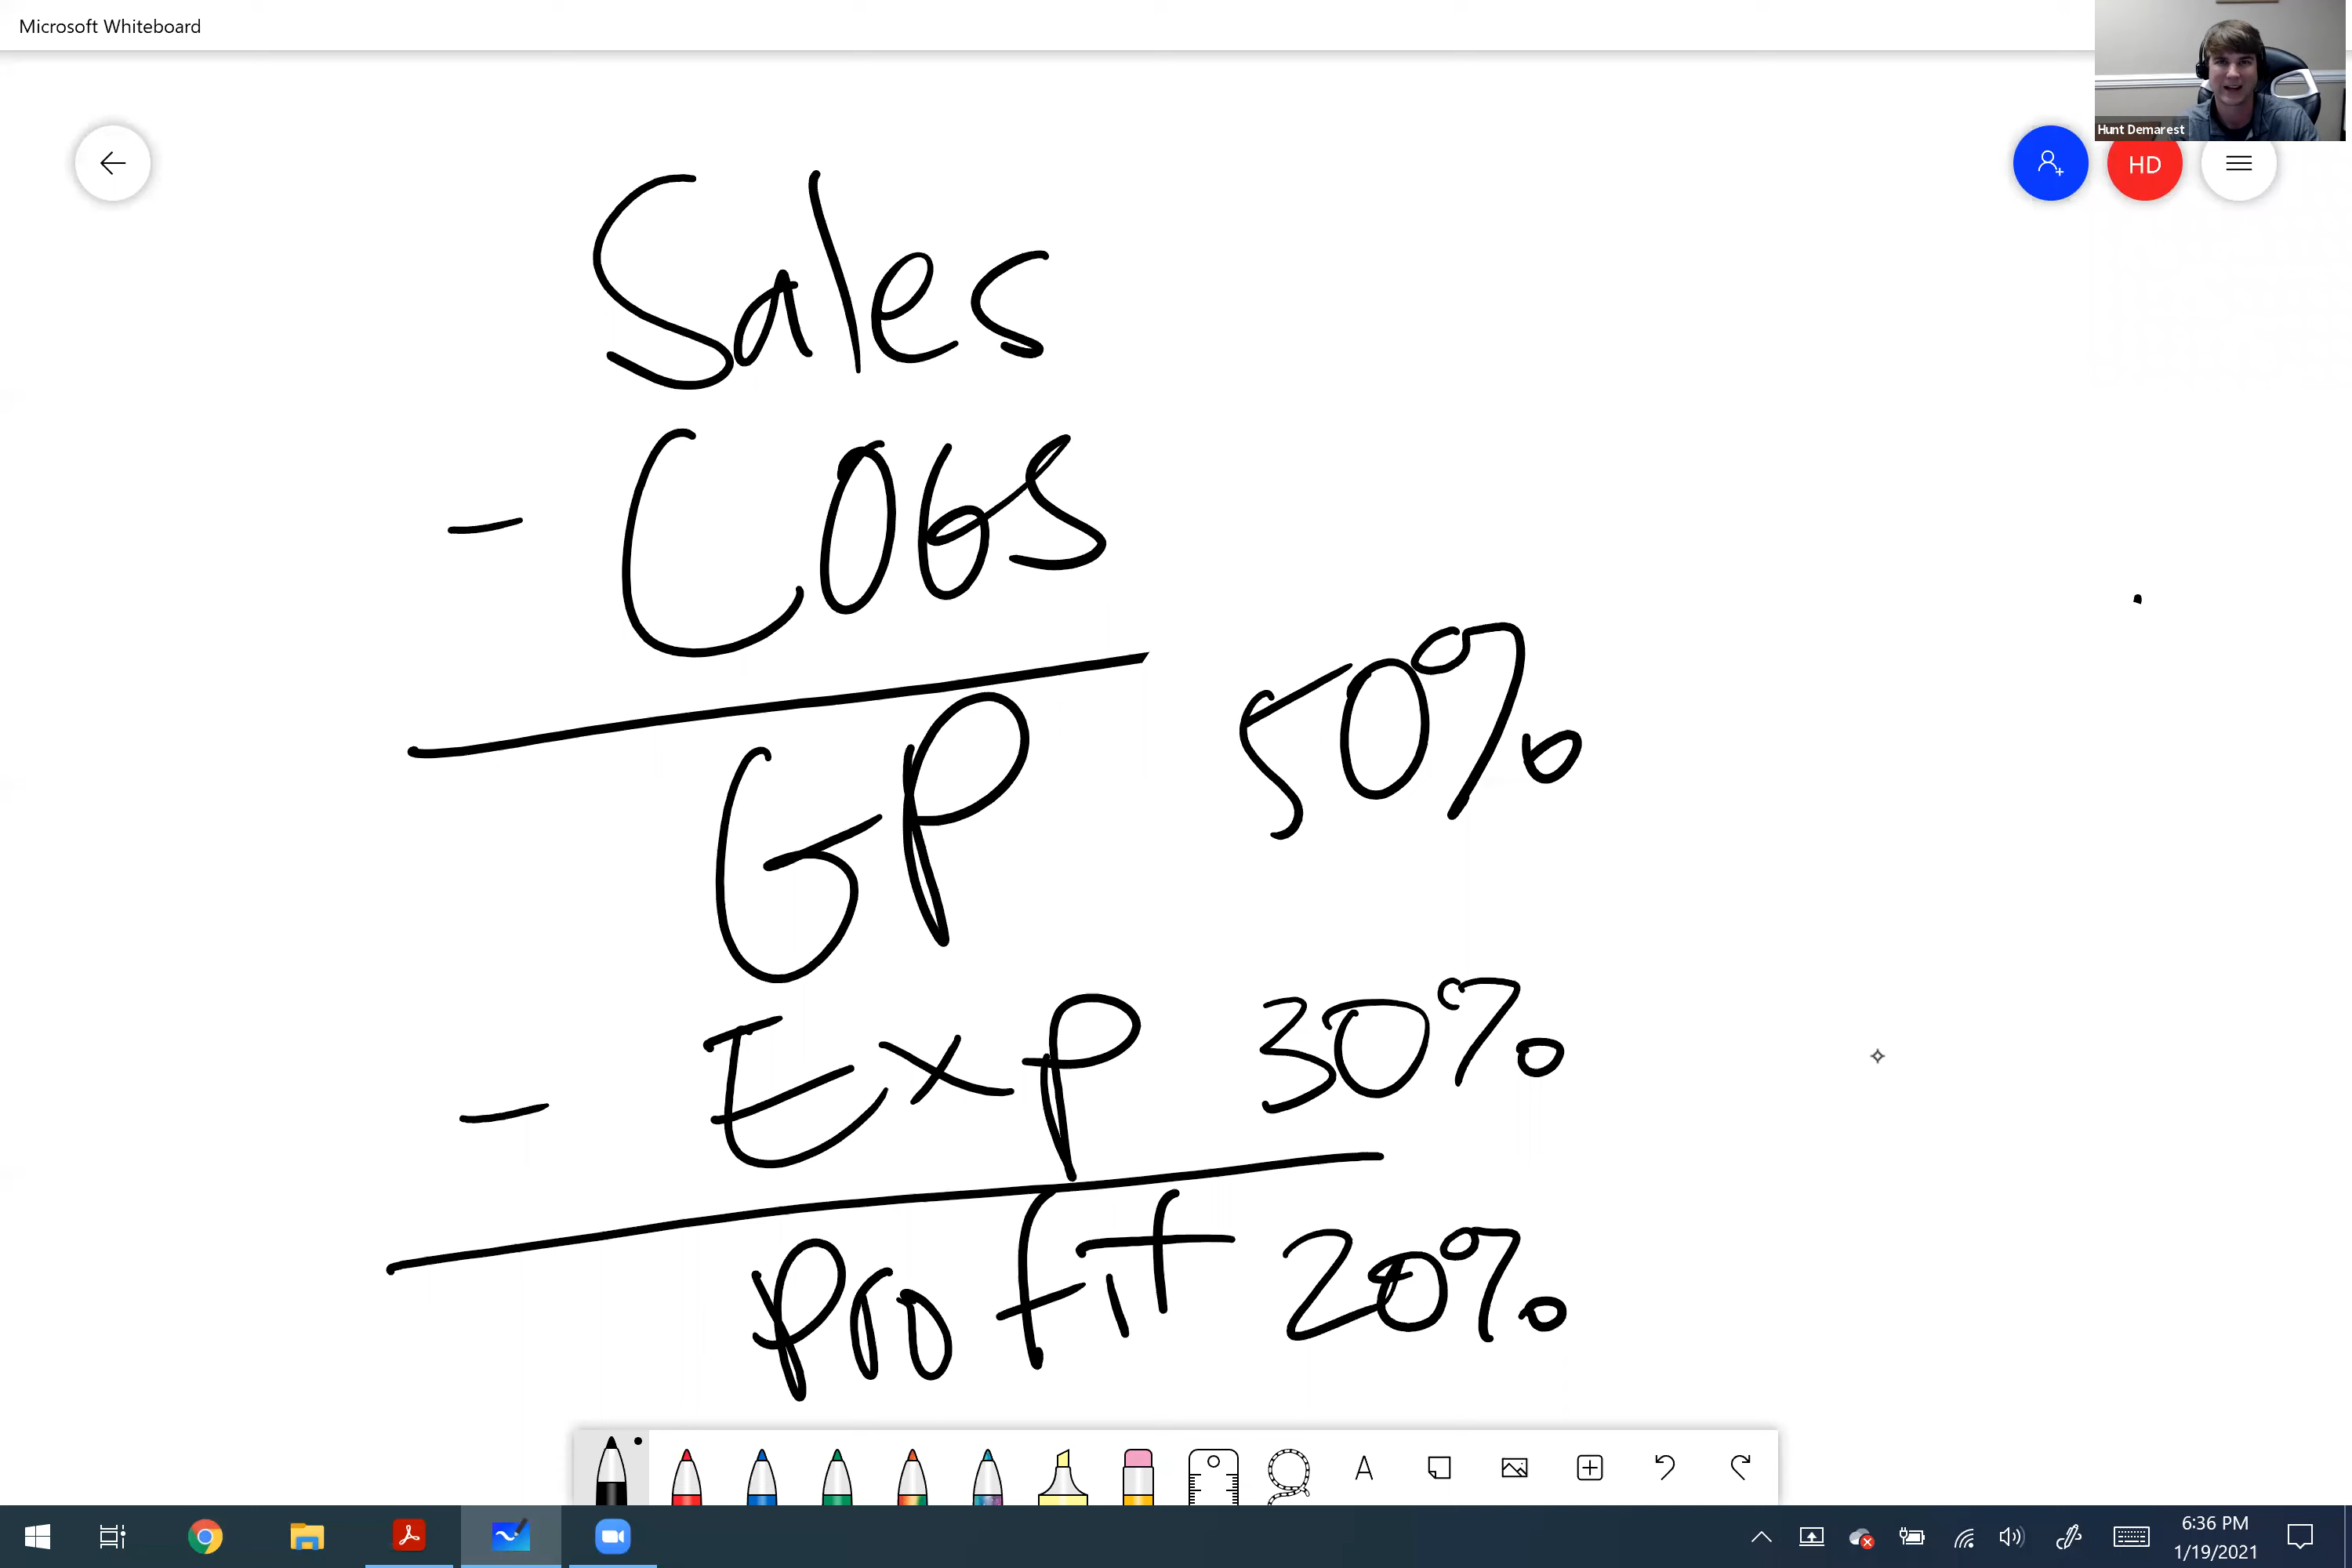 Microsoft Whiteboard
Hunt Demarest
HD
Sales
- COGS
GP 50%
- Exp 30%
Profit 20%
A
6:36 PM
1/19/2021